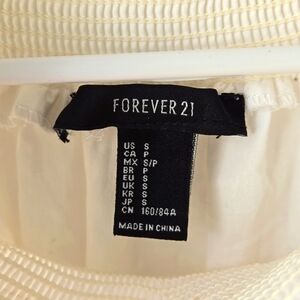 FOREVER 21
US S
CA P
MX S/P
BR P
EU S
UK S
KR S
JP S
CN 160/84A
MADE IN CHINA